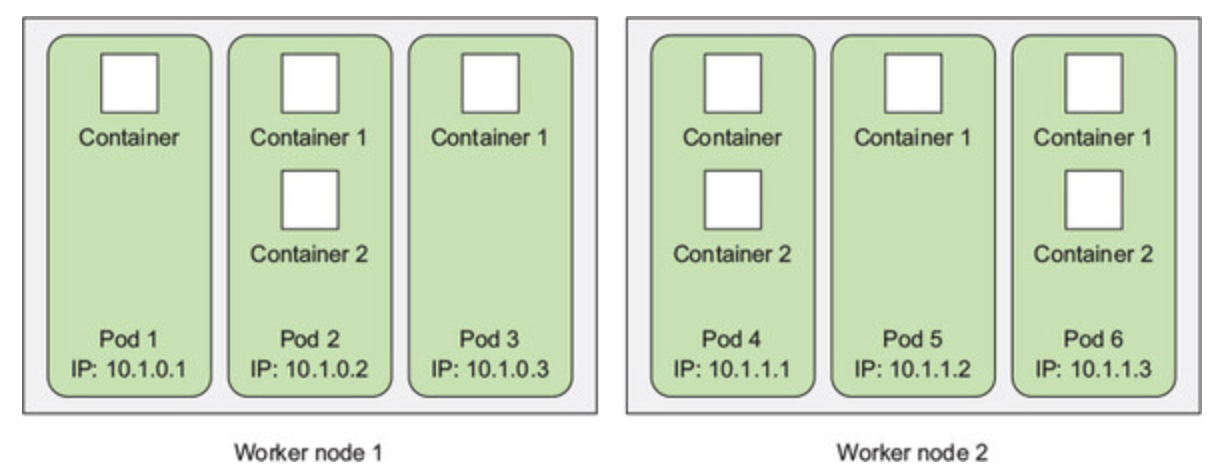 Container
Container 1
Container 1
Container 2
Pod 1
IP: 10.1.0.1
Pod 2
IP: 10.1.0.2
Pod 3
IP: 10.1.0.3
Worker node 1
Container
Container 1
Container 1
Container 2
Container 2
Pod 4
IP: 10.1.1.1
Pod 5
IP: 10.1.1.2
Pod 6
IP: 10.1.1.3
Worker node 2